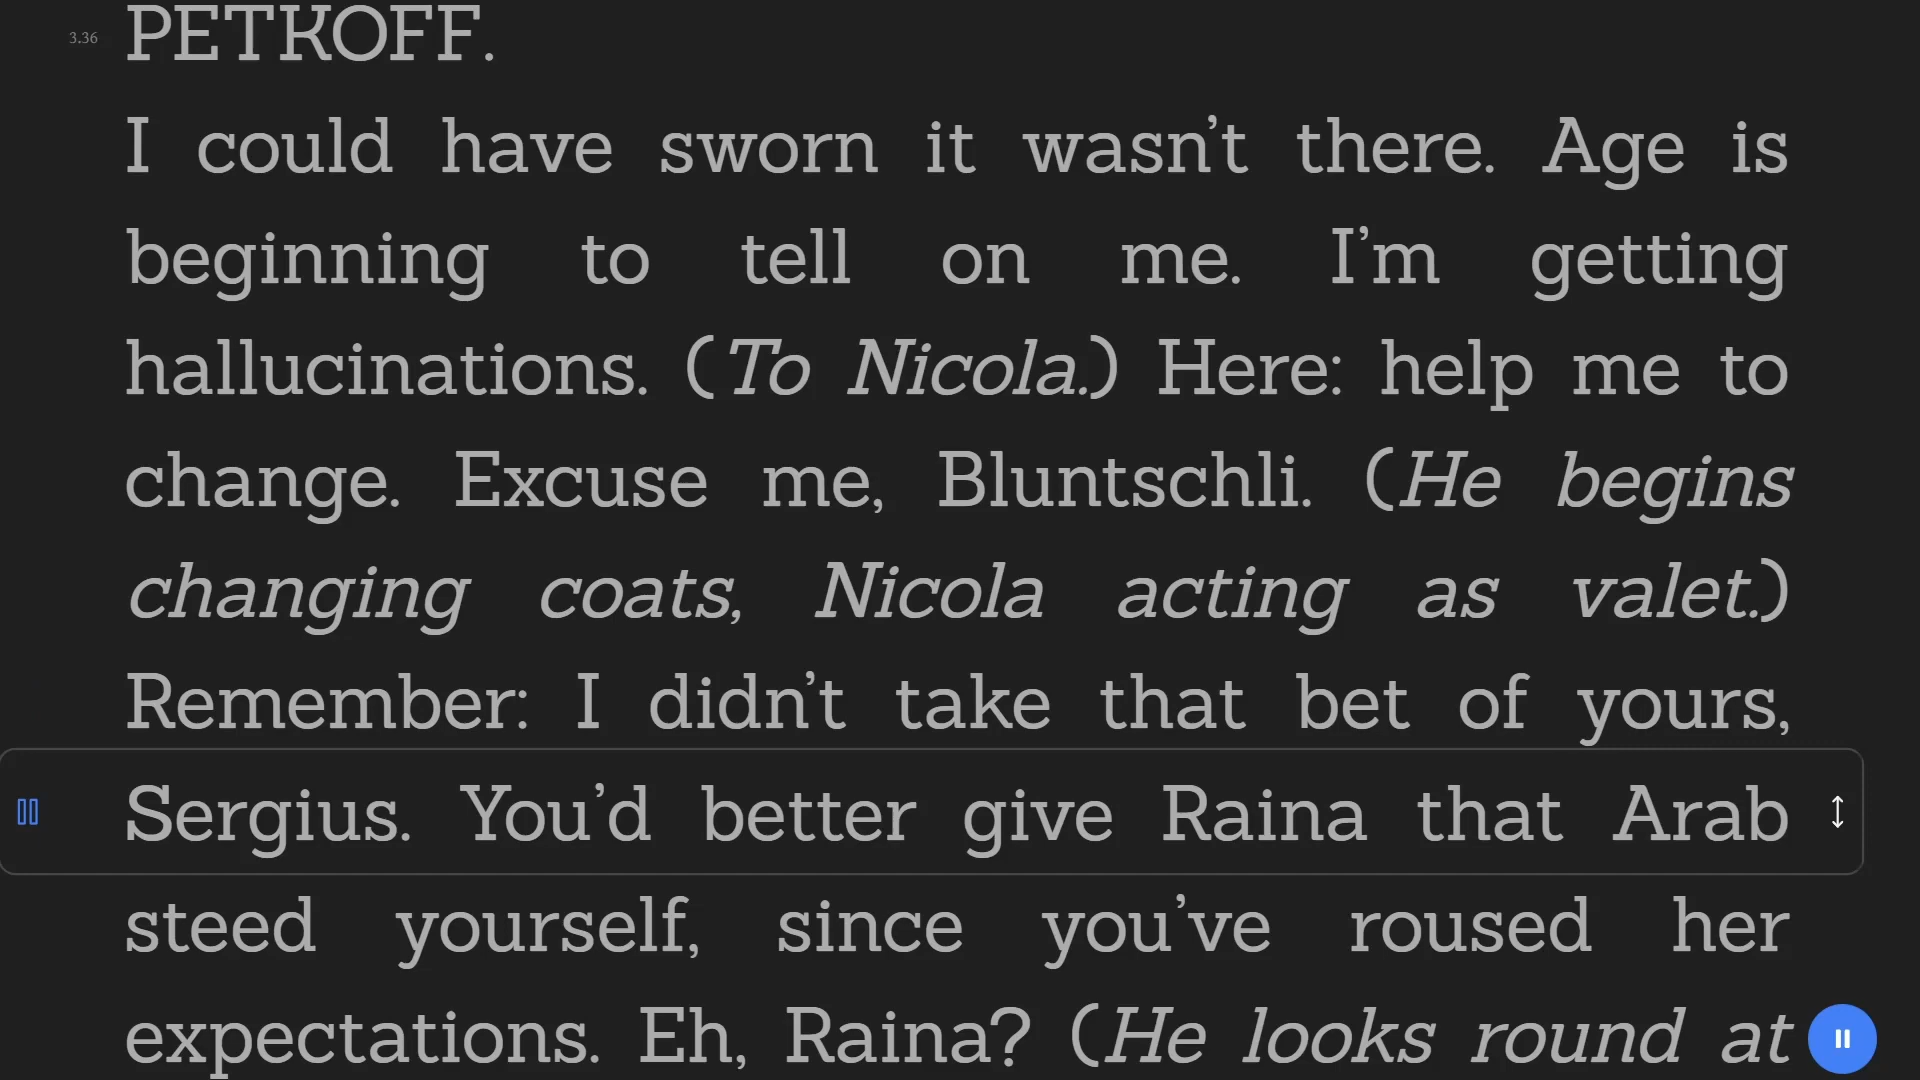 3.36 PETKOFF.
I could have sworn it wasn’t there. Age is
beginning to tell on me. I’m getting
hallucinations. (To Nicola.) Here: help me to
change. Excuse me, Bluntschli. (He begins
changing coats, Nicola acting as valet.)
Remember: I didn’t take that bet of yours,
Sergius. You’d better give Raina that Arab
steed yourself, since you’ve roused her
expectations. Eh, Raina? (He looks round at